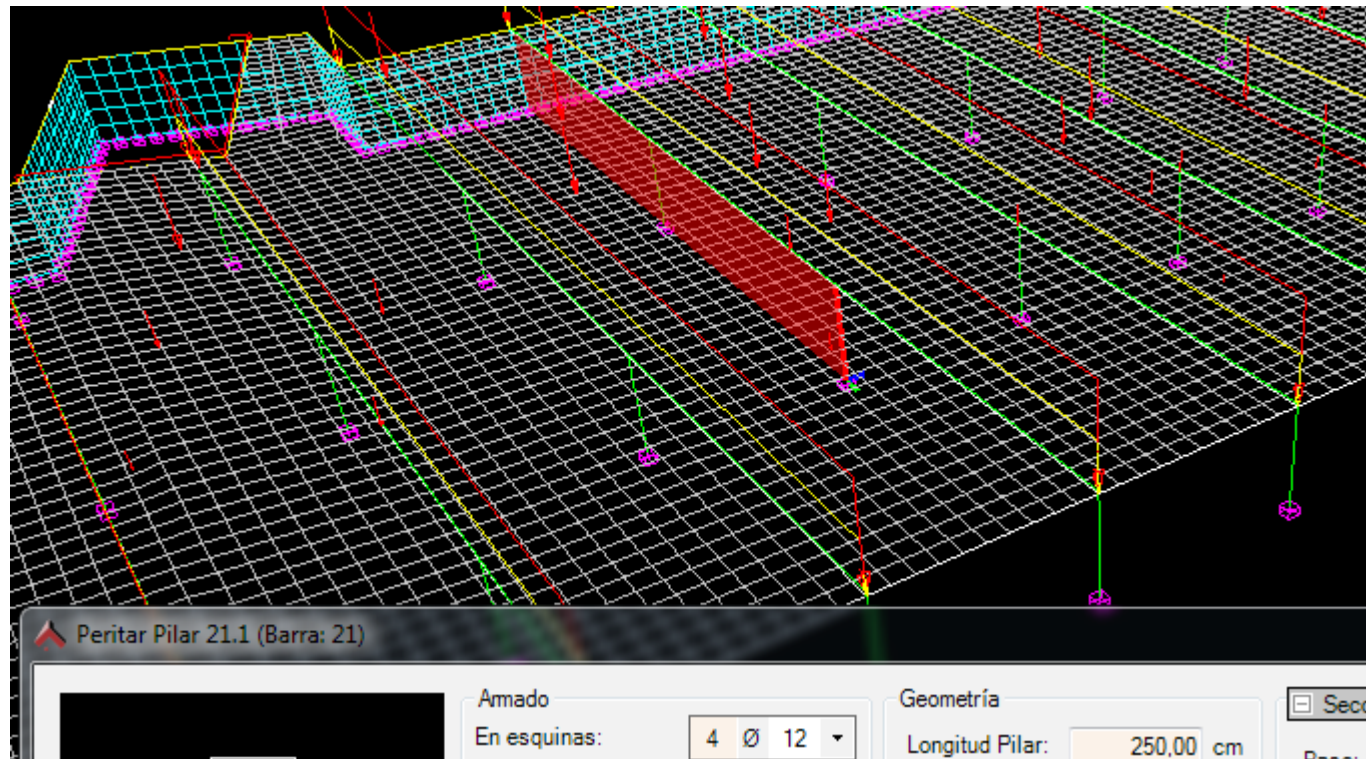 Peritar Pilar 21.1 (Barra: 21)
Armado
Geometría
En esquinas:
4 Ø 12
Longitud Pilar:
250,00 cm